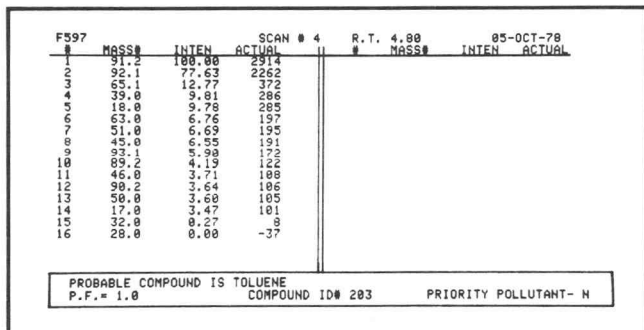 F597 SCAN # 4 R.T. 4.80 05-OCT-78
# MASS# INTEN ACTUAL # MASS# INTEN ACTUAL
1 91.2 100.00 2914
2 92.1 77.63 2262
3 65.1 12.77 372
4 39.0 9.81 286
5 18.0 9.78 285
6 63.0 6.76 197
7 51.0 6.69 195
8 45.0 6.55 191
9 93.1 5.90 172
10 89.2 4.19 122
11 46.0 3.71 108
12 90.2 3.64 106
13 50.0 3.60 105
14 17.0 3.47 101
15 32.0 0.27 8
16 28.0 0.00 -37
PROBABLE COMPOUND IS TOLUENE
P.F.= 1.0 COMPOUND ID# 203 PRIORITY POLLUTANT- N